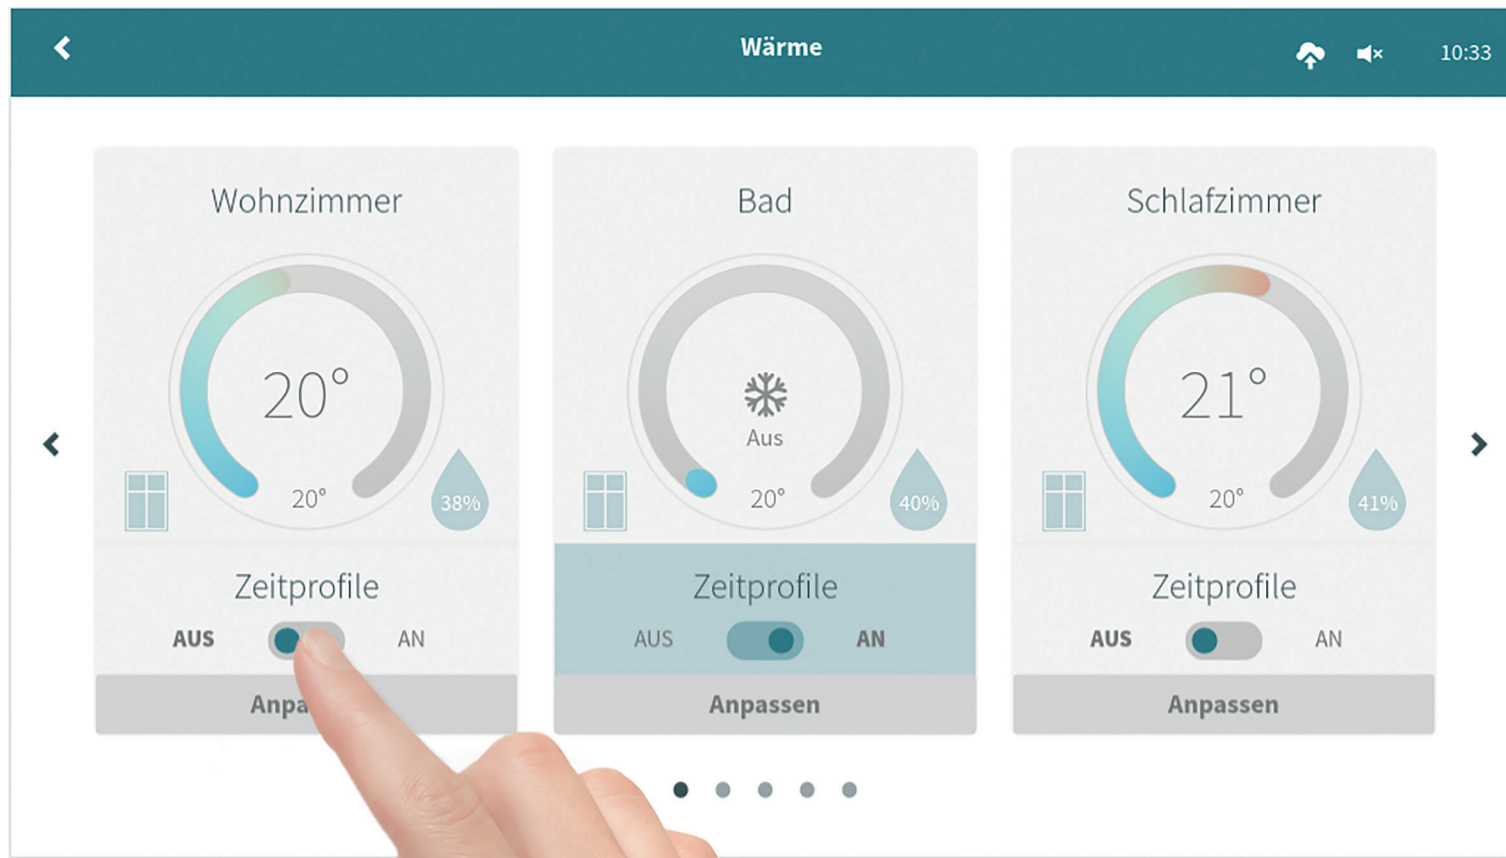 Wärme
10:33
Wohnzimmer
20°
20°
38%
Zeitprofile
AUS AN
Anpa
Bad
Aus
20°
40%
Zeitprofile
AUS AN
Anpassen
Schlafzimmer
21°
20°
41%
Zeitprofile
AUS AN
Anpassen